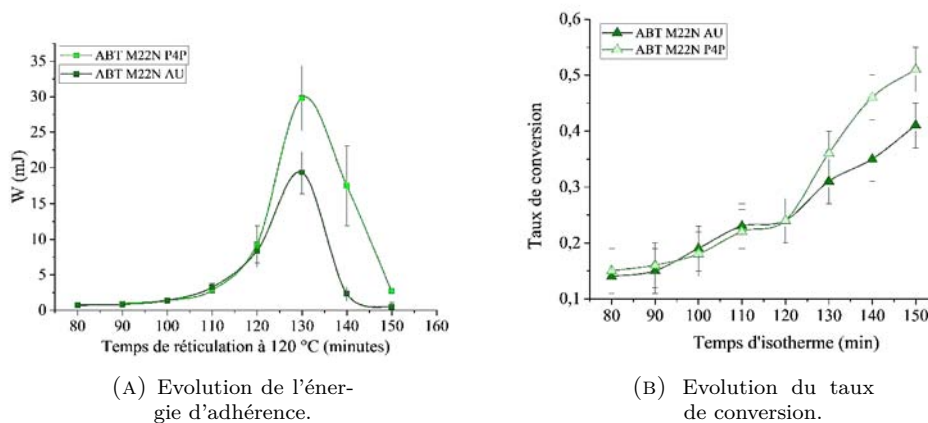 ABT M22N P4P
ABT M22N AU
W (mJ)
35
30
25
20
15
10
5
0
80 90 100 110 120 130 140 150 160
Temps de réticulation à 120 °C (minutes)
(A) Evolution de l'éner-
gie d'adhérence.
ABT M22N AU
ABT M22N P4P
Taux de conversion
0,6
0,5
0,4
0,3
0,2
0,1
80 90 100 110 120 130 140 150
Temps d'isotherme (min)
(B) Evolution du taux
de conversion.